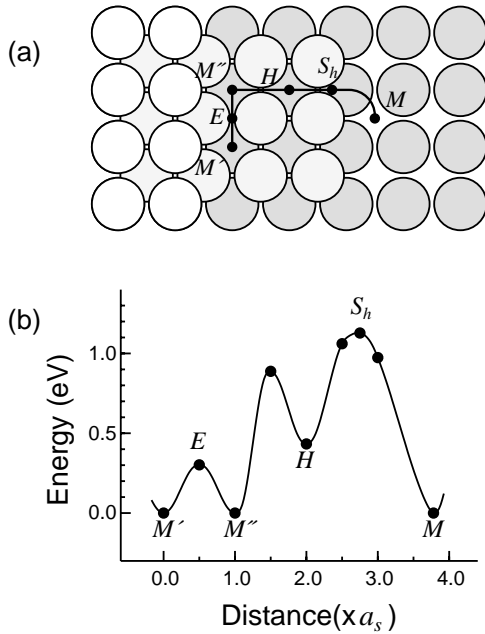 (a)
M″
H
S_h
M
E
M′
(b)
S_h
1.0
E
0.5
H
Energy (eV)
0.0
M′
M″
M
0.0 1.0 2.0 3.0 4.0
Distance(x a_s)